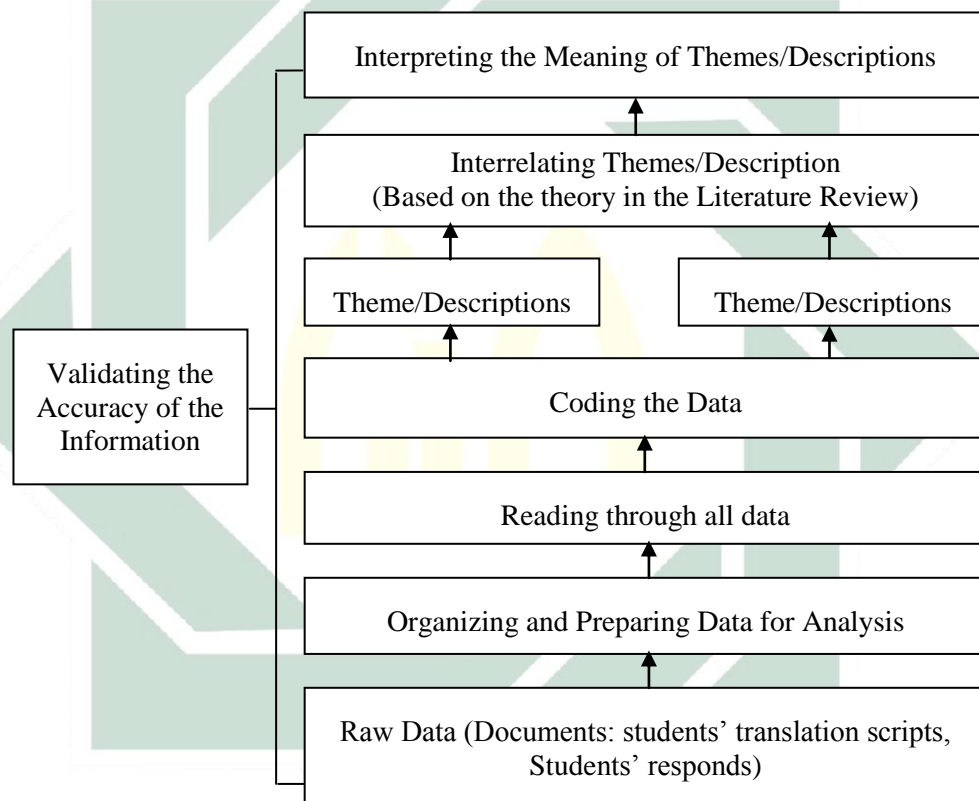 Interpreting the Meaning of Themes/Descriptions
Interrelating Themes/Description
(Based on the theory in the Literature Review)
Theme/Descriptions
Theme/Descriptions
Validating the
Accuracy of the
Information
Coding the Data
Reading through all data
Organizing and Preparing Data for Analysis
Raw Data (Documents: students’ translation scripts,
Students’ responds)